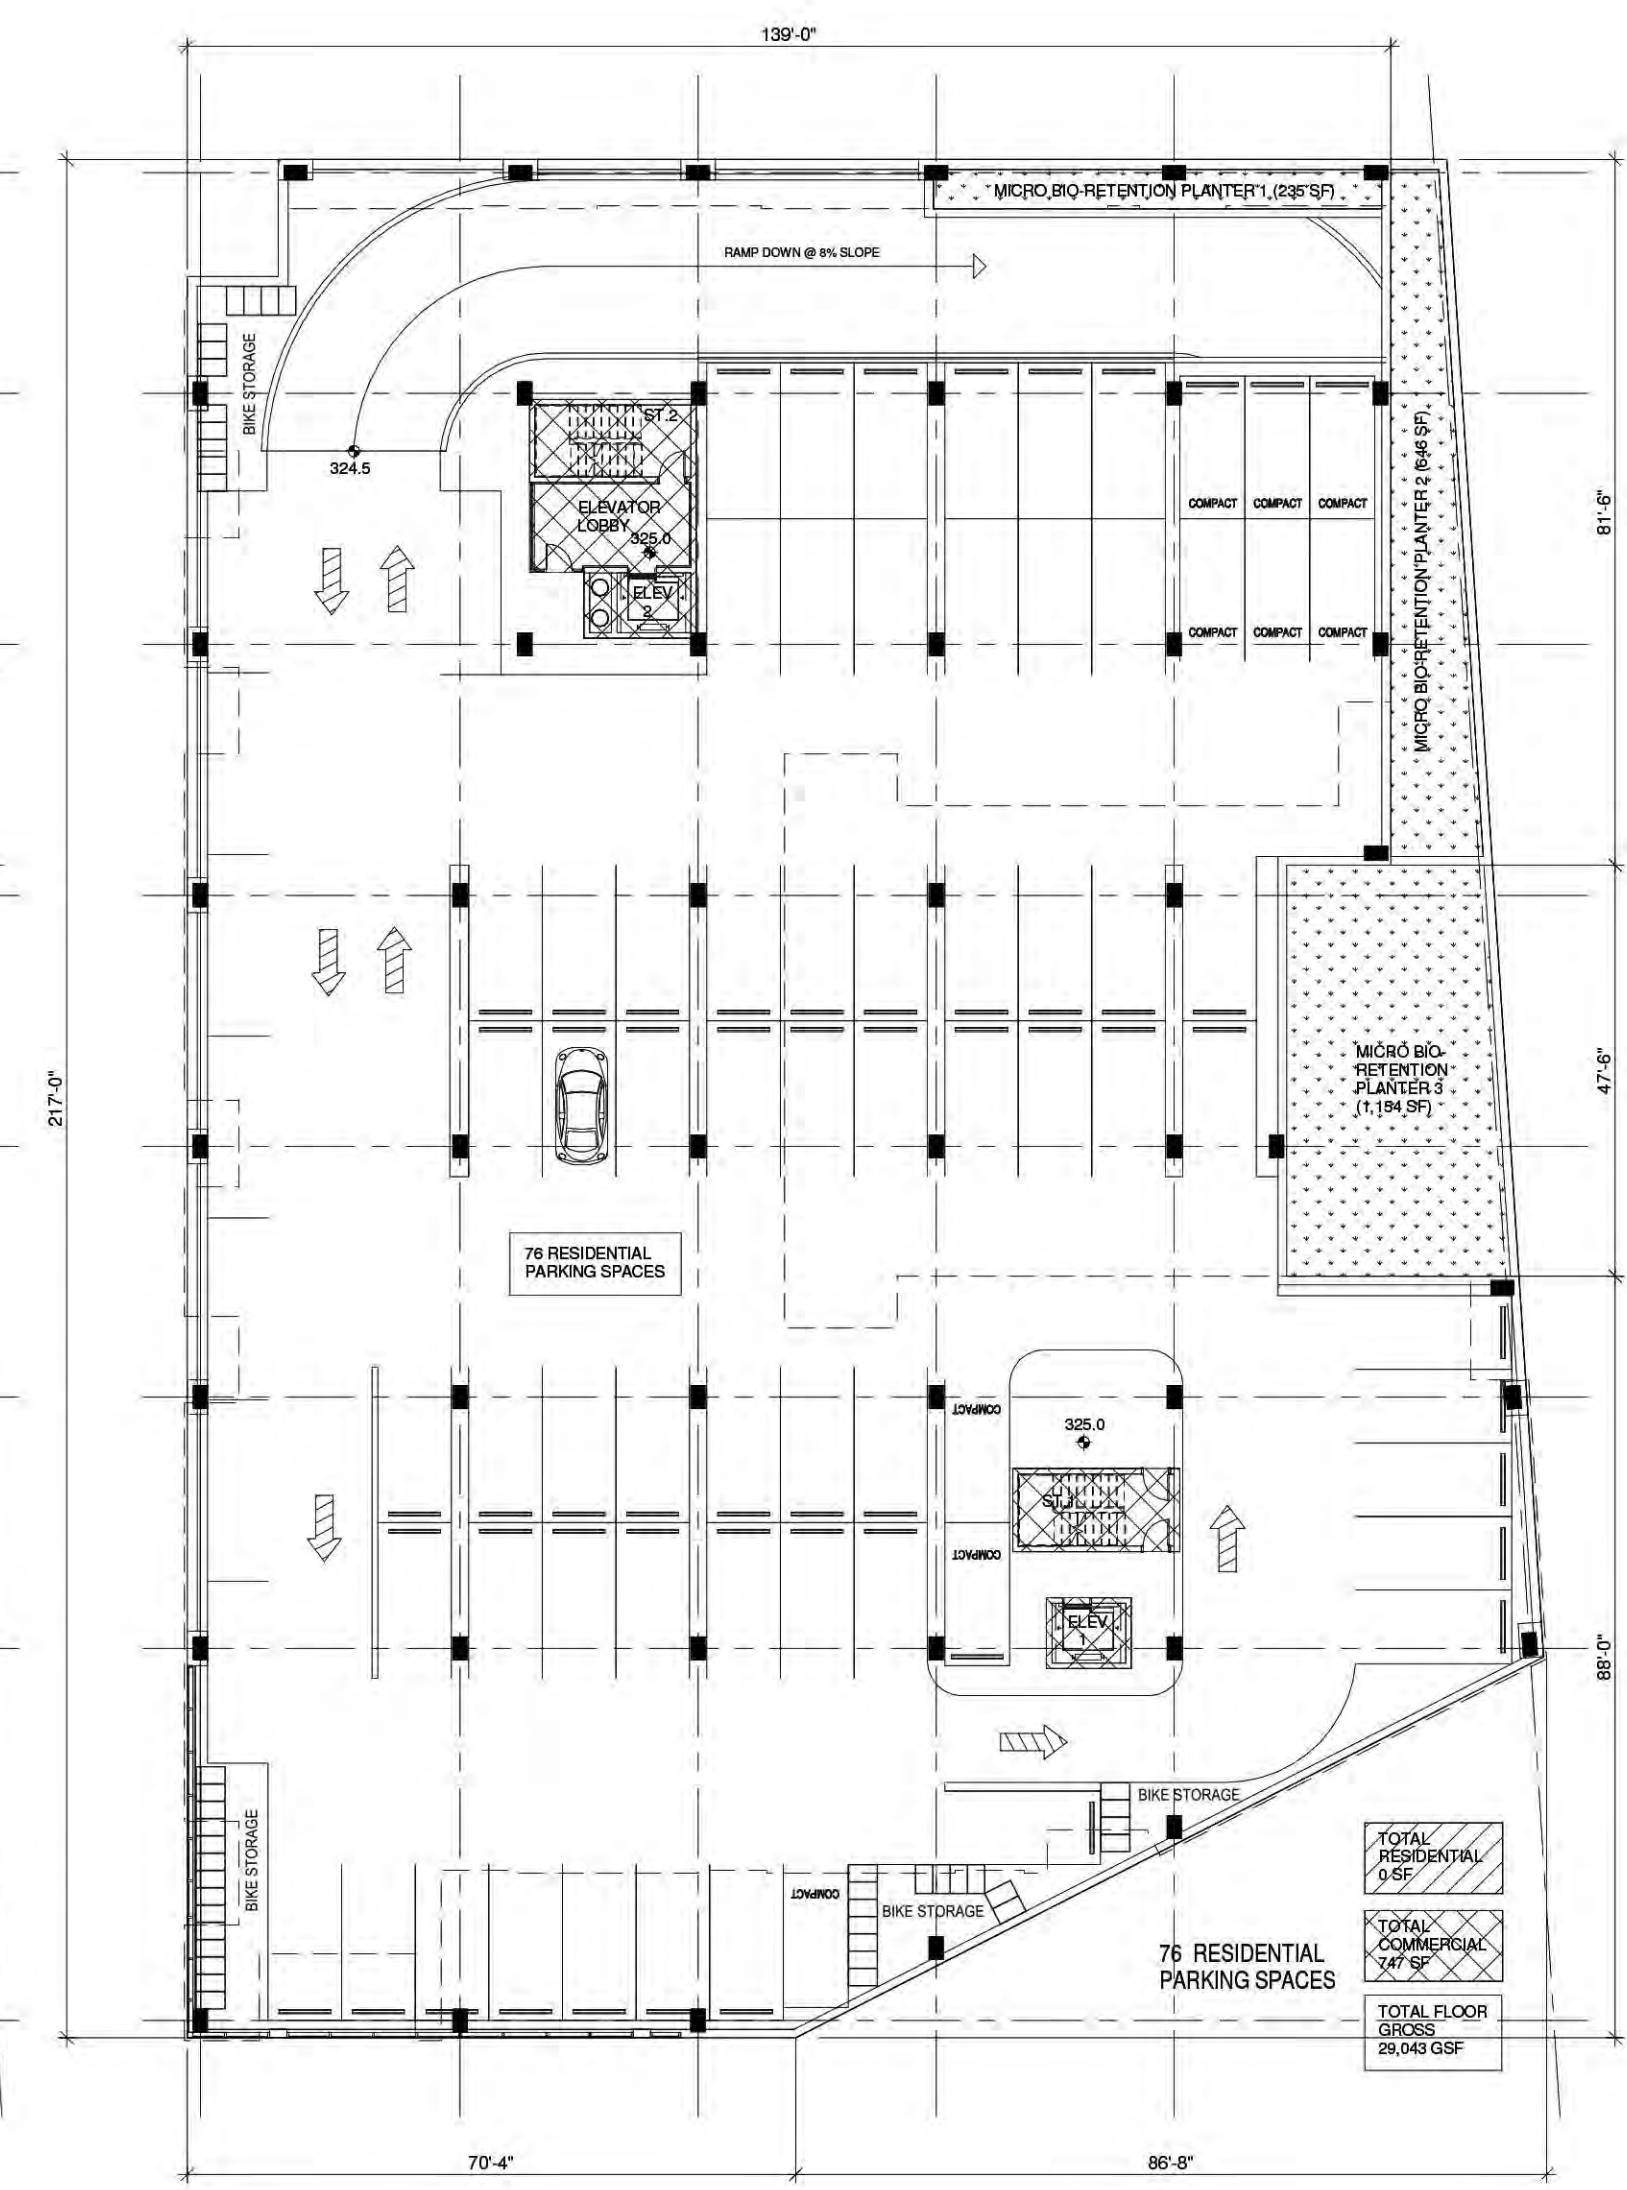 139'-0"
MICRO BIO-RETENTION PLANTER 1 (235 SF)
RAMP DOWN @ 8% SLOPE
BIKE STORAGE
324.5
ST.2
ELEVATOR
LOBBY
325.0
ELEV
2
COMPACT COMPACT COMPACT
COMPACT COMPACT COMPACT
MICRO BIO-RETENTION PLANTER 2 (646 SF)
81'-6"
217'-0"
MICRO BIO-
RETENTION
PLANTER 3
(1,154 SF)
47'-6"
76 RESIDENTIAL
PARKING SPACES
COMPACT
325.0
ST.1
COMPACT
ELEV
1
88'-0"
BIKE STORAGE
BIKE STORAGE
COMPACT
BIKE STORAGE
TOTAL
RESIDENTIAL
0 SF
TOTAL
COMMERCIAL
747 SF
76 RESIDENTIAL
PARKING SPACES
TOTAL FLOOR
GROSS
29,043 GSF
70'-4"
86'-8"